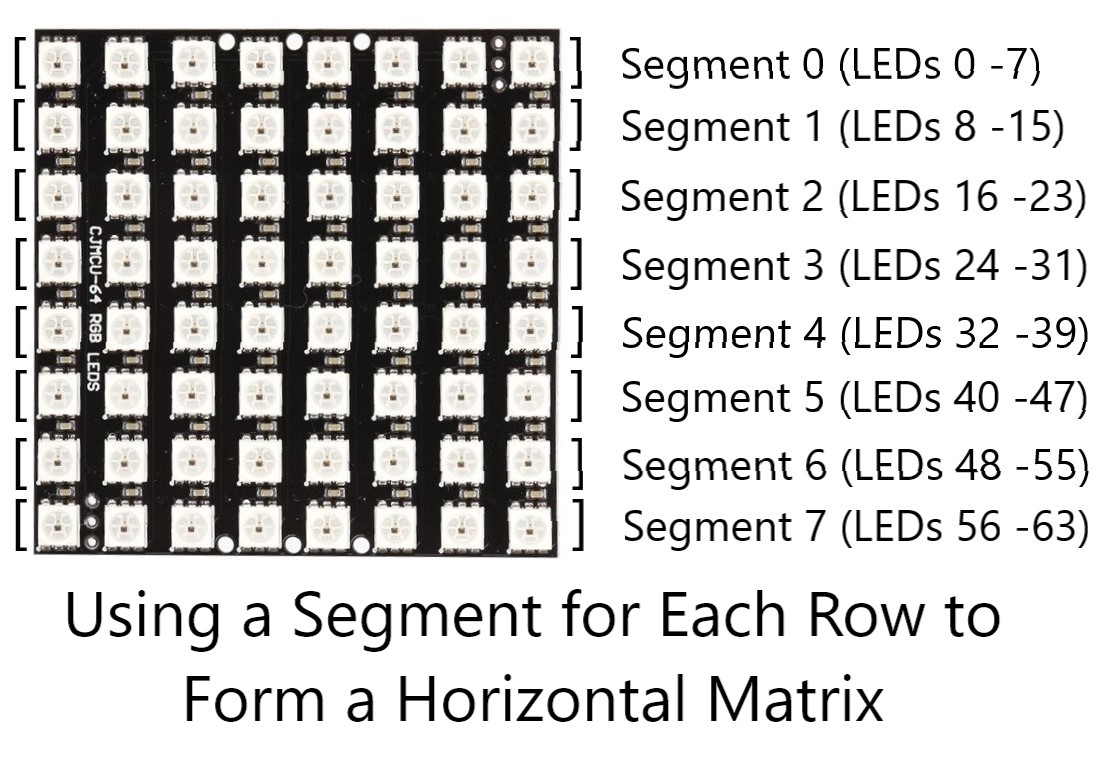 [ ] Segment 0 (LEDs 0 -7)
[ ] Segment 1 (LEDs 8 -15)
[ ] Segment 2 (LEDs 16 -23)
[ ] Segment 3 (LEDs 24 -31)
[ ] Segment 4 (LEDs 32 -39)
[ ] Segment 5 (LEDs 40 -47)
[ ] Segment 6 (LEDs 48 -55)
[ ] Segment 7 (LEDs 56 -63)
CJMCU-64 RGB LEDS
Using a Segment for Each Row to
Form a Horizontal Matrix